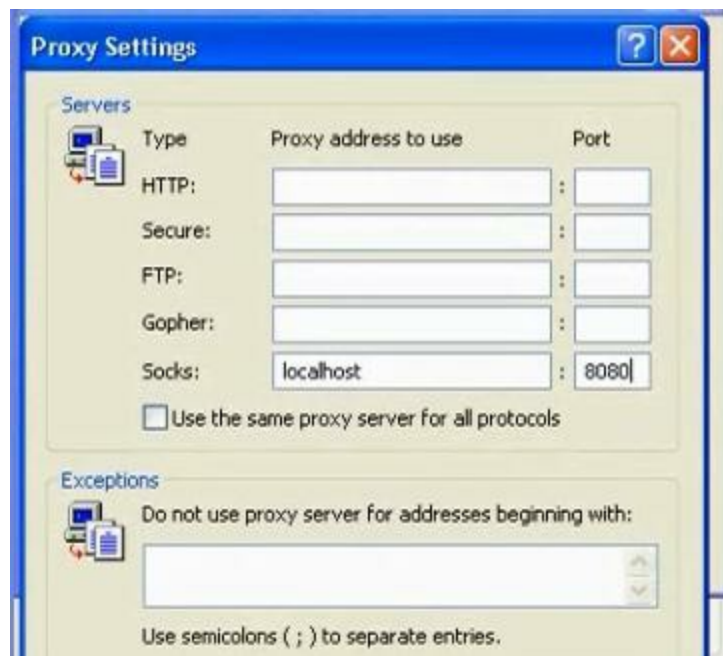 Proxy Settings
Servers
Type Proxy address to use Port
HTTP: :
Secure: :
FTP: :
Gopher: :
Socks: localhost : 8080
Use the same proxy server for all protocols
Exceptions
Do not use proxy server for addresses beginning with:
Use semicolons ( ; ) to separate entries.